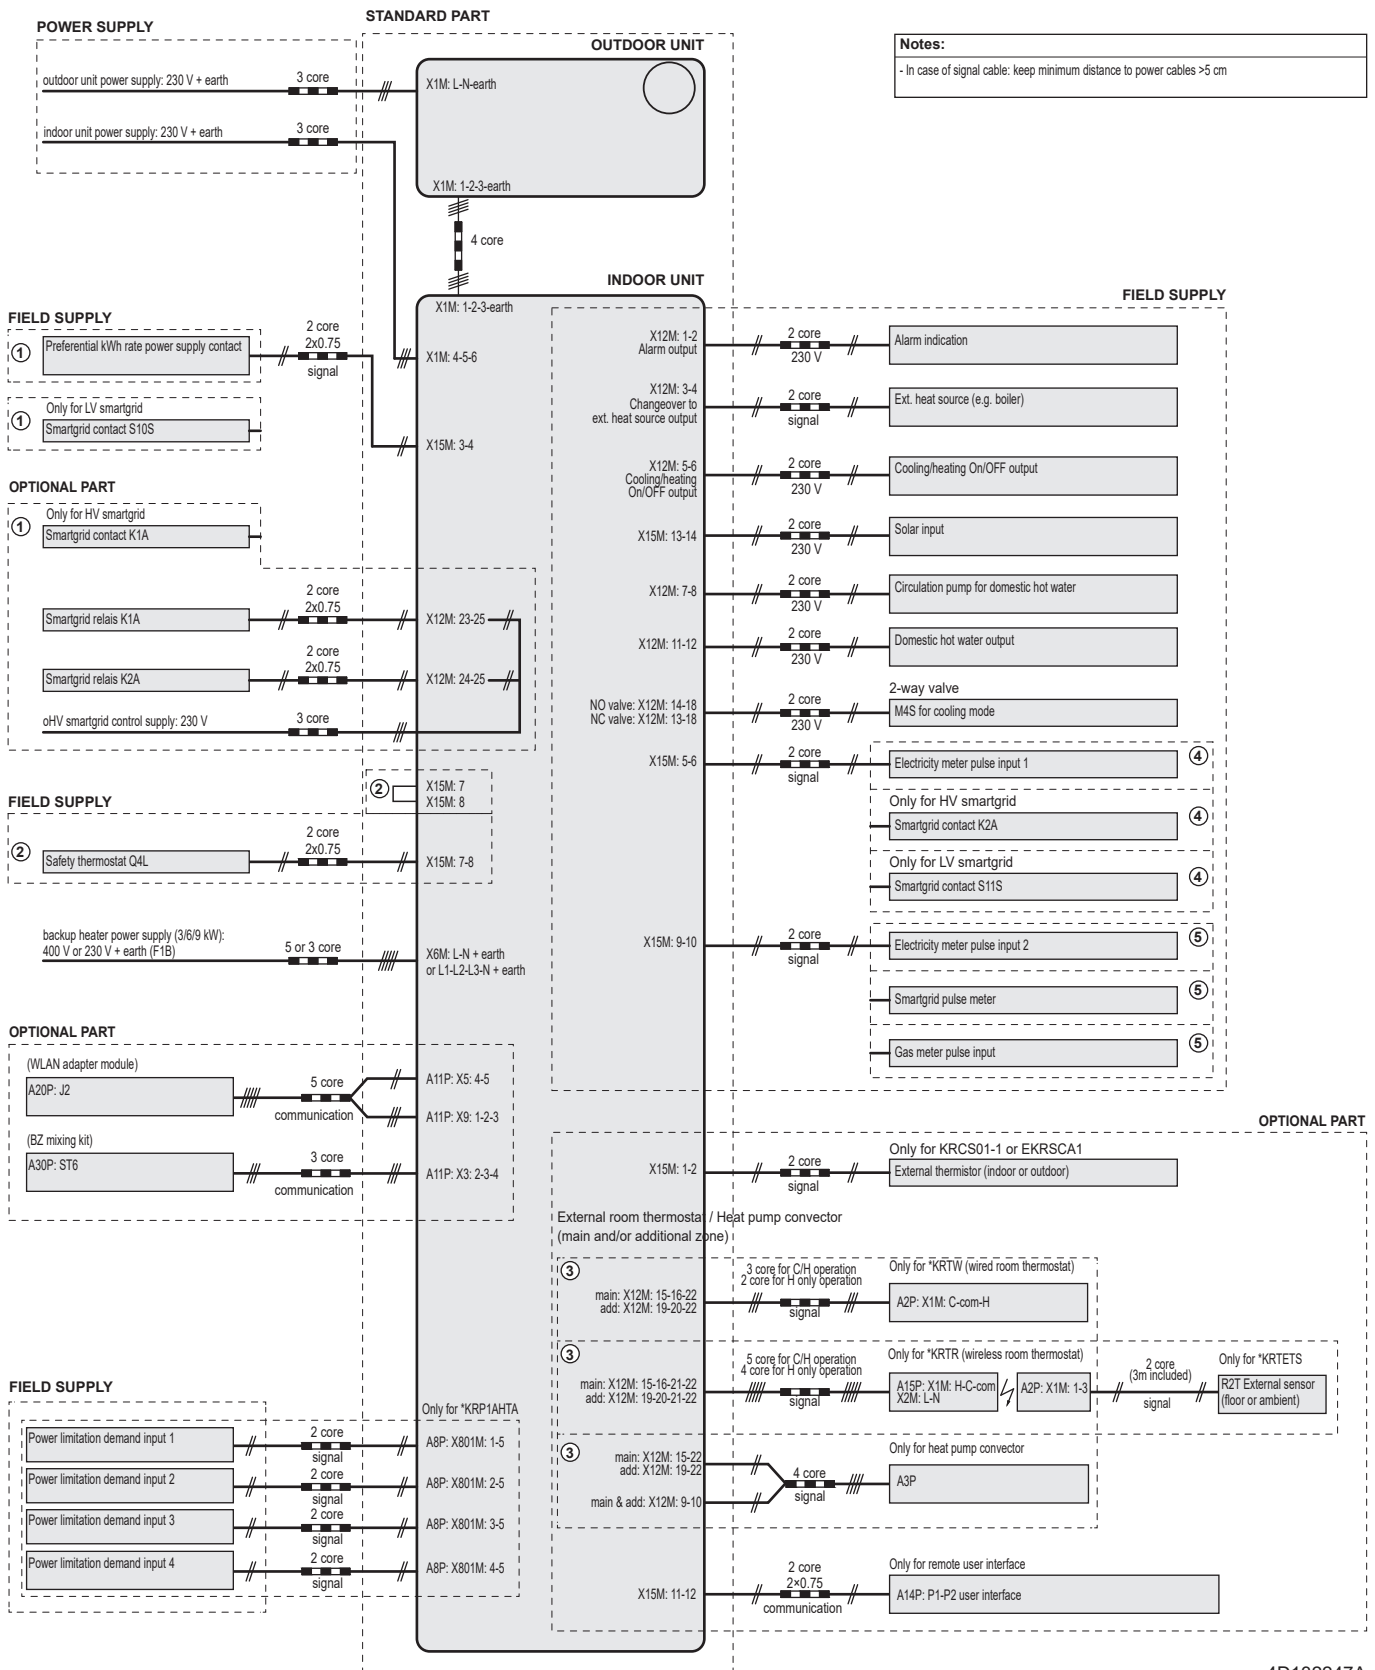 STANDARD PART
POWER SUPPLY
OUTDOOR UNIT
Notes:
- In case of signal cable: keep minimum distance to power cables >5 cm
outdoor unit power supply: 230 V + earth
3 core
X1M: L-N-earth
indoor unit power supply: 230 V + earth
3 core
X1M: 1-2-3-earth
4 core
INDOOR UNIT
X1M: 1-2-3-earth
FIELD SUPPLY
1
Preferential kWh rate power supply contact
2 core
2x0.75
signal
X1M: 4-5-6
1
Only for LV smartgrid
Smartgrid contact S10S
X15M: 3-4
OPTIONAL PART
1
Only for HV smartgrid
Smartgrid contact K1A
Smartgrid relais K1A
2 core
2x0.75
X12M: 23-25
Smartgrid relais K2A
2 core
2x0.75
X12M: 24-25
oHV smartgrid control supply: 230 V
3 core
2
X15M: 7
X15M: 8
FIELD SUPPLY
2
Safety thermostat Q4L
2 core
2x0.75
X15M: 7-8
backup heater power supply (3/6/9 kW):
400 V or 230 V + earth (F1B)
5 or 3 core
X6M: L-N + earth
or L1-L2-L3-N + earth
OPTIONAL PART
(WLAN adapter module)
A20P: J2
5 core
communication
A11P: X5: 4-5
A11P: X9: 1-2-3
(BZ mixing kit)
A30P: ST6
3 core
communication
A11P: X3: 2-3-4
FIELD SUPPLY
Only for *KRP1AHTA
Power limitation demand input 1
2 core
signal
A8P: X801M: 1-5
Power limitation demand input 2
2 core
signal
A8P: X801M: 2-5
Power limitation demand input 3
2 core
signal
A8P: X801M: 3-5
Power limitation demand input 4
2 core
signal
A8P: X801M: 4-5
FIELD SUPPLY
X12M: 1-2
Alarm output
2 core
230 V
Alarm indication
X12M: 3-4
Changeover to
ext. heat source output
2 core
signal
Ext. heat source (e.g. boiler)
X12M: 5-6
Cooling/heating
On/OFF output
2 core
230 V
Cooling/heating On/OFF output
X15M: 13-14
2 core
230 V
Solar input
X12M: 7-8
2 core
230 V
Circulation pump for domestic hot water
X12M: 11-12
2 core
230 V
Domestic hot water output
NO valve: X12M: 14-18
NC valve: X12M: 13-18
2 core
230 V
2-way valve
M4S for cooling mode
X15M: 5-6
2 core
signal
Electricity meter pulse input 1
4
Only for HV smartgrid
Smartgrid contact K2A
4
Only for LV smartgrid
Smartgrid contact S11S
4
X15M: 9-10
2 core
signal
Electricity meter pulse input 2
5
Smartgrid pulse meter
5
Gas meter pulse input
5
OPTIONAL PART
X15M: 1-2
2 core
signal
Only for KRCS01-1 or EKRSCA1
External thermistor (indoor or outdoor)
External room thermostat / Heat pump convector
(main and/or additional zone)
3
main: X12M: 15-16-22
add: X12M: 19-20-22
3 core for C/H operation
2 core for H only operation
signal
Only for *KRTW (wired room thermostat)
A2P: X1M: C-com-H
3
main: X12M: 15-16-21-22
add: X12M: 19-20-21-22
5 core for C/H operation
4 core for H only operation
signal
Only for *KRTR (wireless room thermostat)
A15P: X1M: H-C-com
X2M: L-N
A2P: X1M: 1-3
2 core
(3m included)
signal
Only for *KRTETS
R2T External sensor
(floor or ambient)
3
main: X12M: 15-22
add: X12M: 19-22
main & add: X12M: 9-10
4 core
signal
Only for heat pump convector
A3P
X15M: 11-12
2 core
2×0.75
communication
Only for remote user interface
A14P: P1-P2 user interface